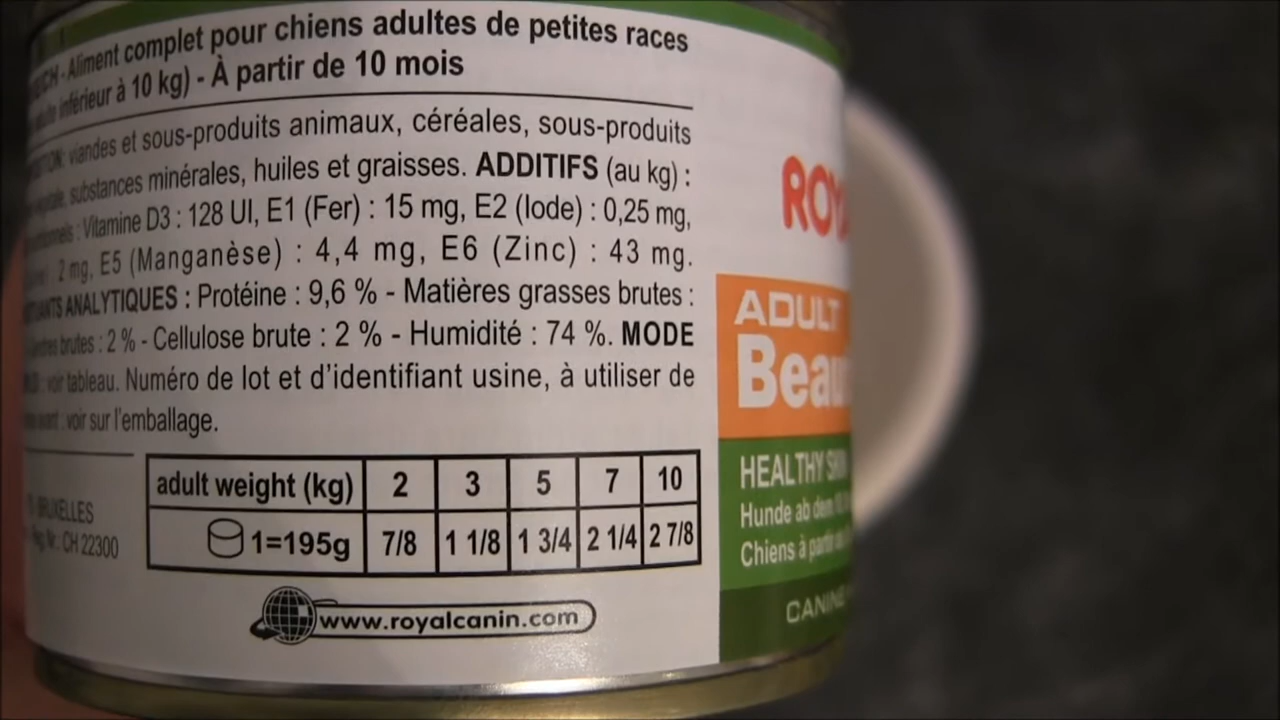 Aliment complet pour chiens adultes de petites races
inférieur à 10 kg) - À partir de 10 mois
viandes et sous-produits animaux, céréales, sous-produits
substances minérales, huiles et graisses. ADDITIFS (au kg) :
Vitamine D3 : 128 UI, E1 (Fer) : 15 mg, E2 (Iode) : 0,25 mg,
2 mg, E5 (Manganèse) : 4,4 mg, E6 (Zinc) : 43 mg.
ANALYTIQUES : Protéine : 9,6 % - Matières grasses brutes :
brutes : 2 % - Cellulose brute : 2 % - Humidité : 74 %. MODE
voir tableau. Numéro de lot et d'identifiant usine, à utiliser de
voir sur l'emballage.
BRUXELLES
CH 22300
adult weight (kg) 2 3 5 7 10
1=195g 7/8 1 1/8 1 3/4 2 1/4 2 7/8
www.royalcanin.com
ROY
ADULT
Beau
HEALTHY
Hunde ab dem
Chiens à
CANINE